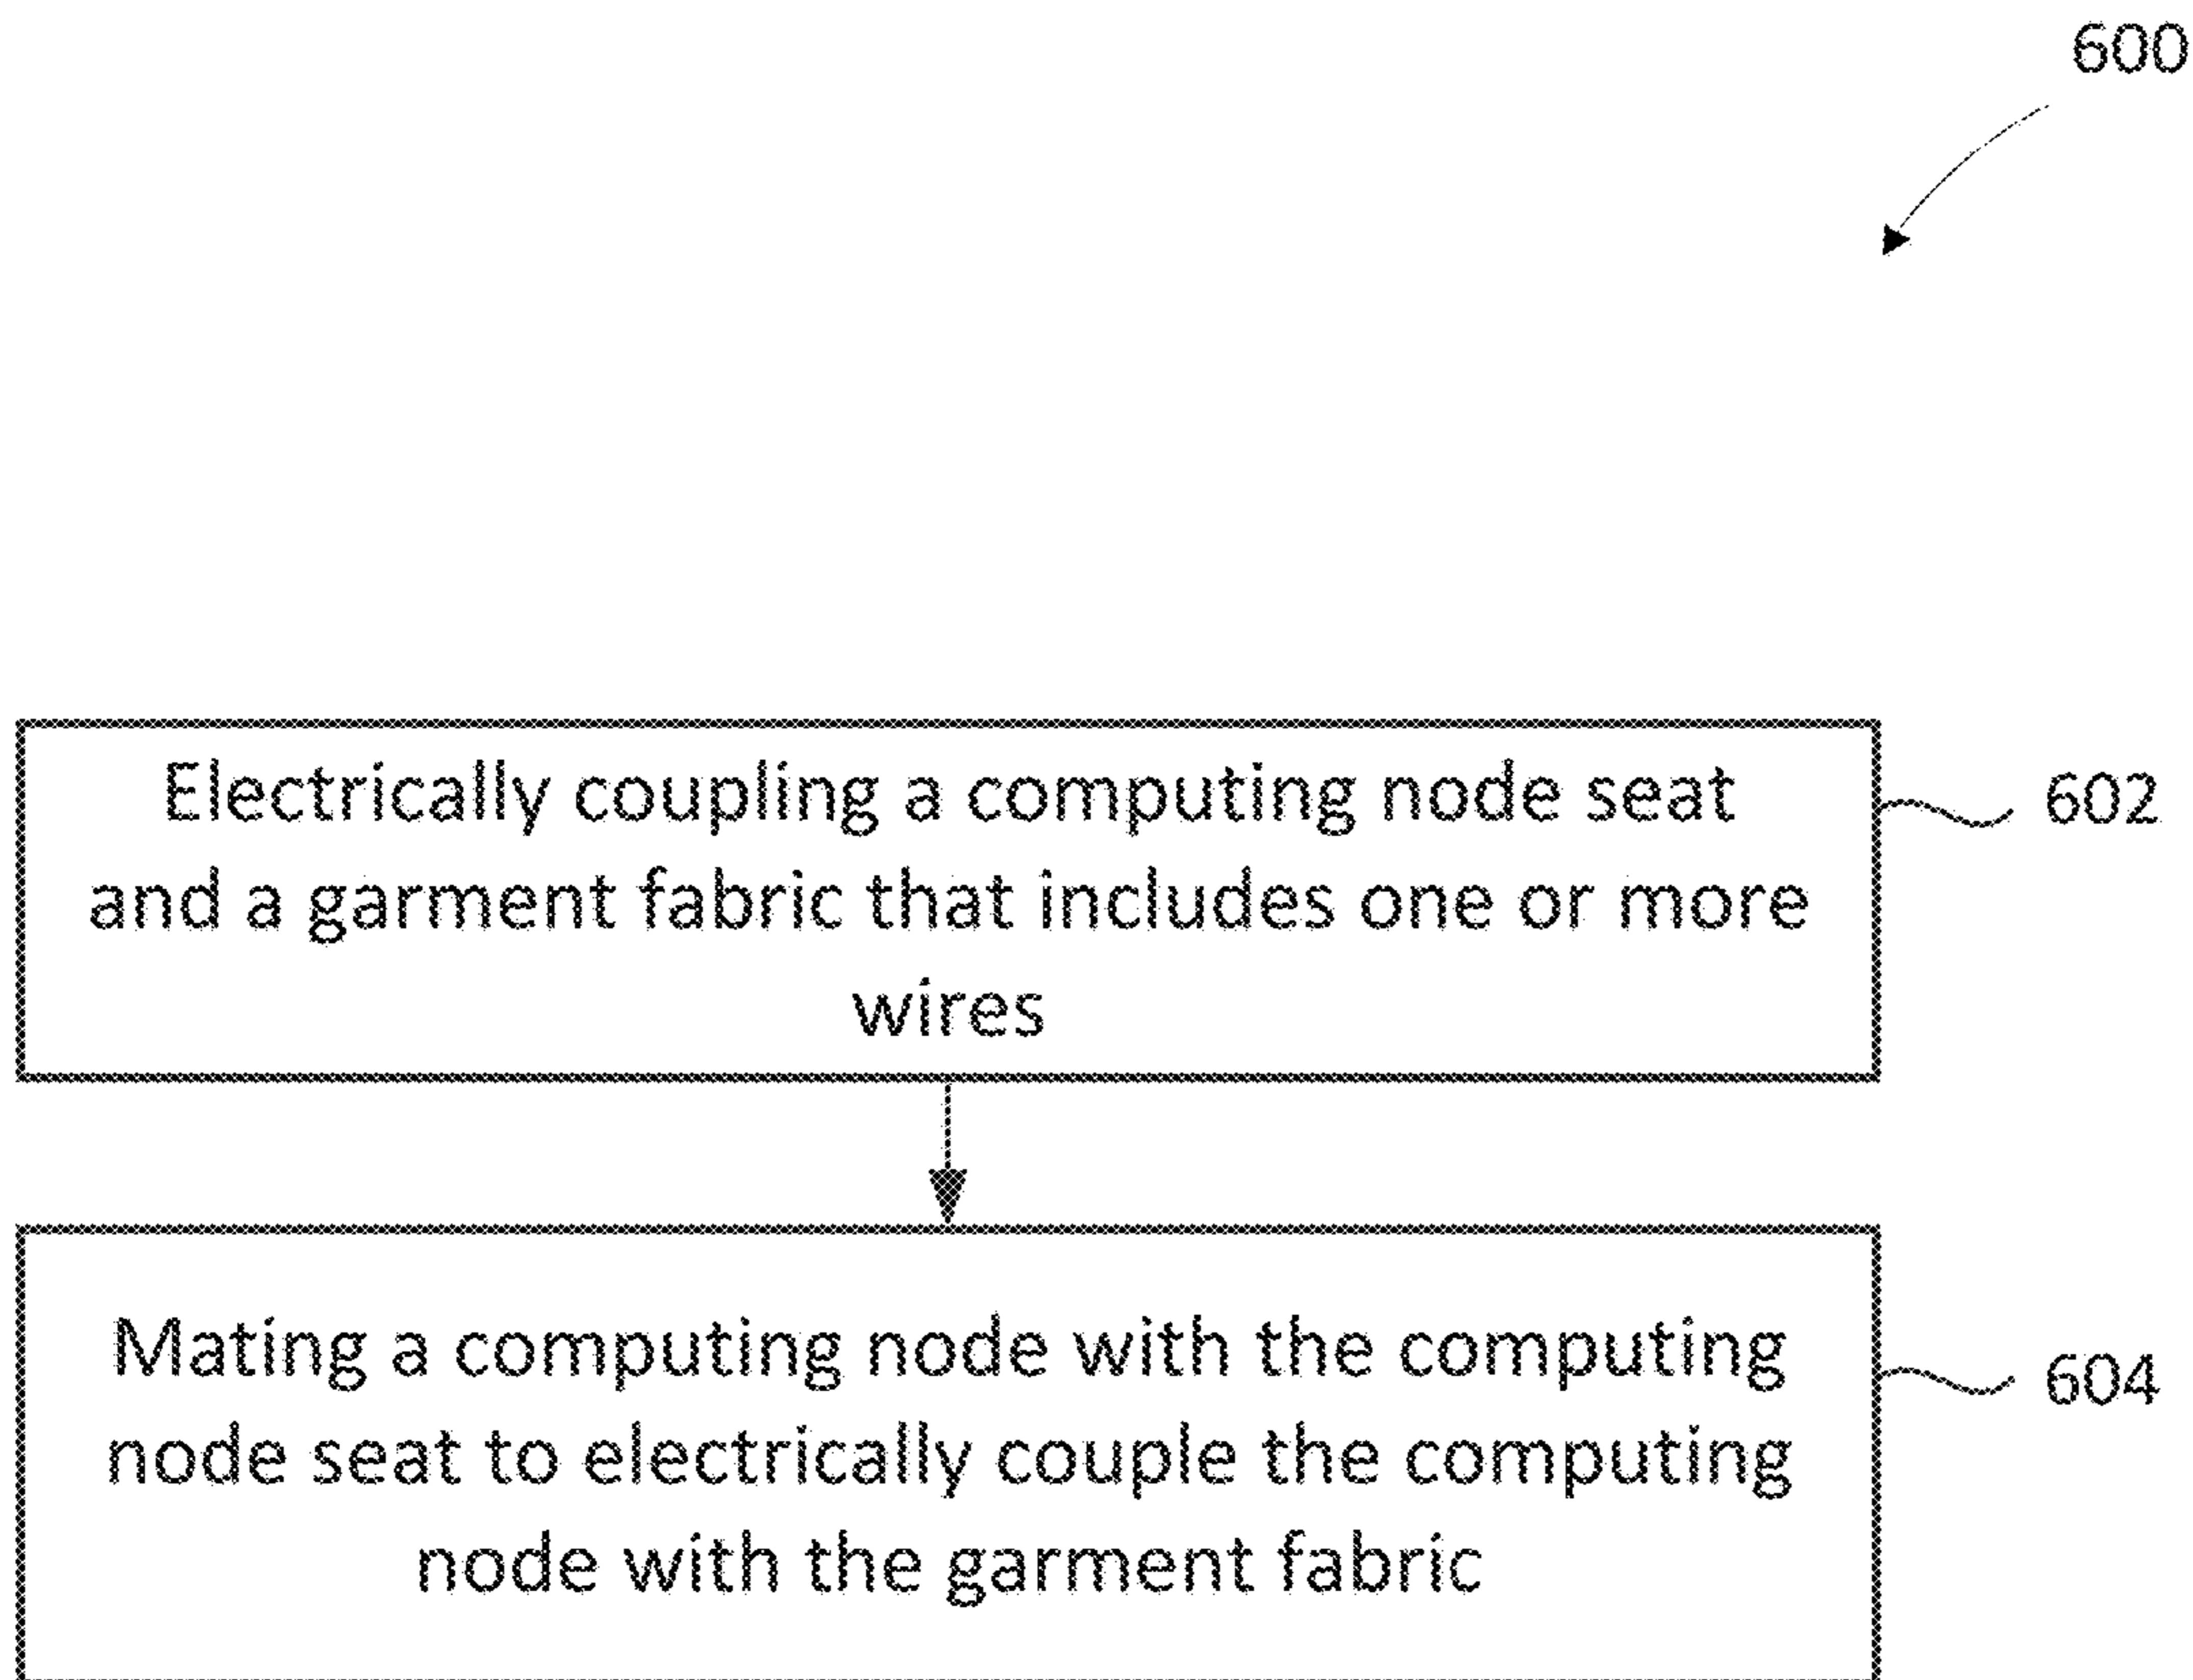 600
Electrically coupling a computing node seat
and a garment fabric that includes one or more
wires
602
Mating a computing node with the computing
node seat to electrically couple the computing
node with the garment fabric
604